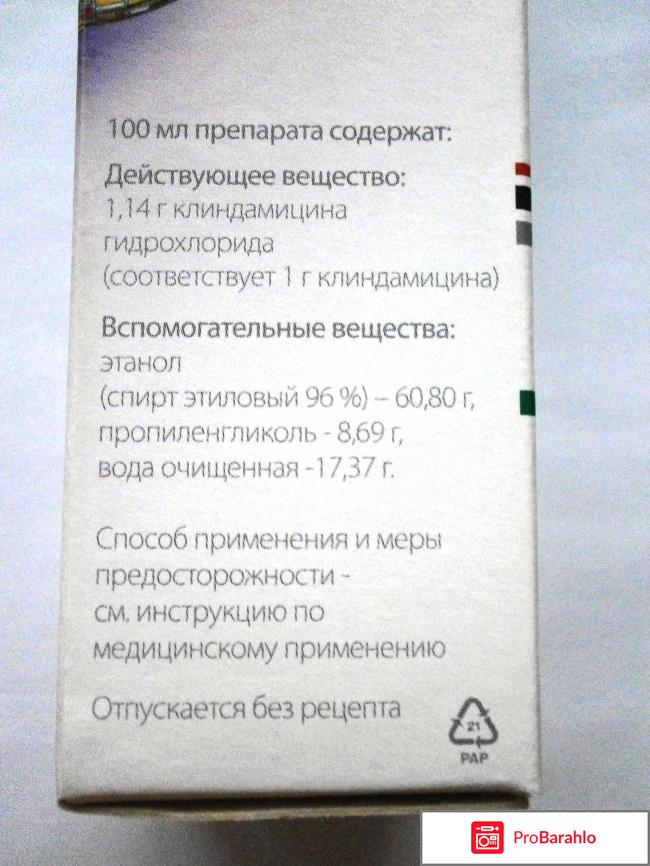 100 мл препарата содержат:
Действующее вещество:
1,14 г клиндамицина
гидрохлорида
(соответствует 1 г клиндамицина)
Вспомогательные вещества:
этанол
(спирт этиловый 96 %) – 60,80 г,
пропиленгликоль - 8,69 г,
вода очищенная -17,37 г.
Способ применения и меры
предосторожности -
см. инструкцию по
медицинскому применению
Отпускается без рецепта
21
PAP
ProBarahlo